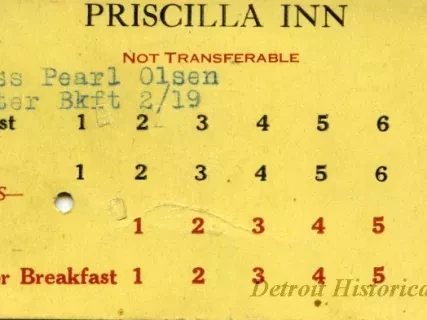 PRISCILLA INN
NOT TRANSFERABLE
ss Pearl Olsen
ter Bkft 2/19
st 1 2 3 4 5 6
1 2 3 4 5 6
S—
1 2 3 4 5
or Breakfast 1 2 3 4 5
Detroit Historica